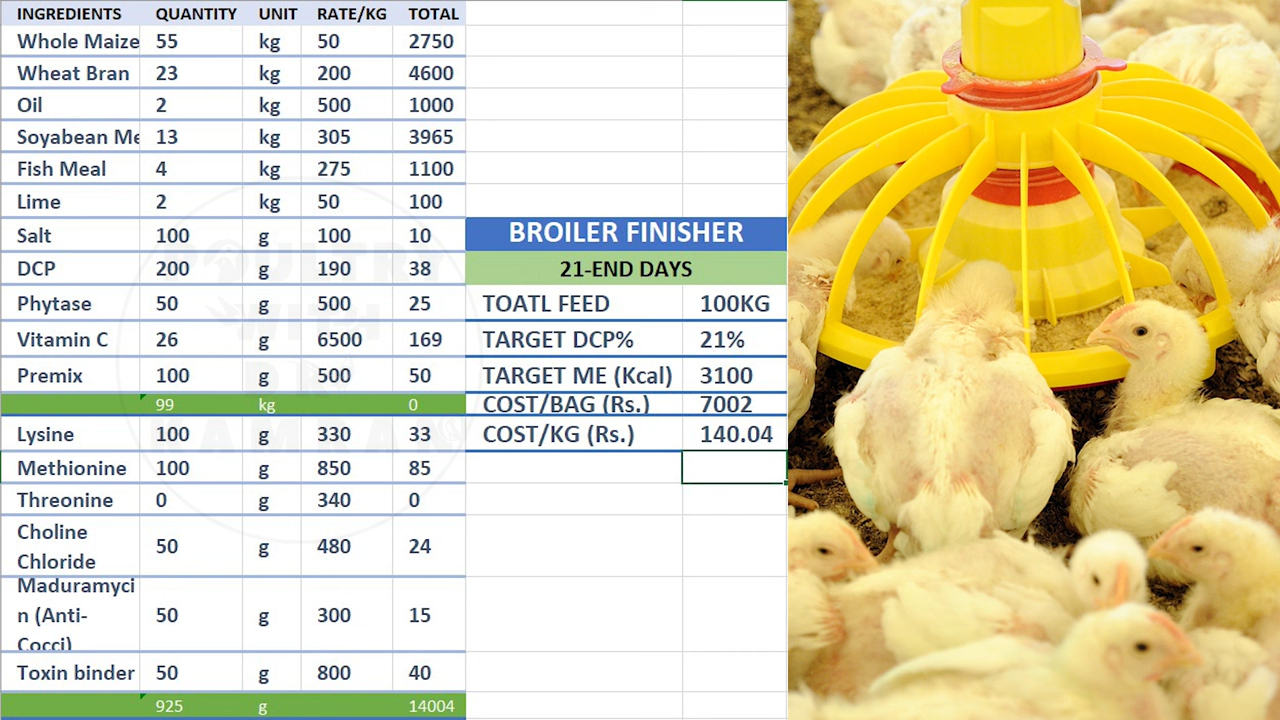 INGREDIENTS QUANTITY UNIT RATE/KG TOTAL
Whole Maize 55 kg 50 2750
Wheat Bran 23 kg 200 4600
Oil 2 kg 500 1000
Soyabean Me 13 kg 305 3965
Fish Meal 4 kg 275 1100
Lime 2 kg 50 100
Salt 100 g 100 10
DCP 200 g 190 38
Phytase 50 g 500 25
Vitamin C 26 g 6500 169
Premix 100 g 500 50
99 kg 0
Lysine 100 g 330 33
Methionine 100 g 850 85
Threonine 0 g 340 0
Choline
Chloride 50 g 480 24
Maduramyci
n (Anti- 50 g 300 15
Cocci)
Toxin binder 50 g 800 40
925 g 14004
BROILER FINISHER
21-END DAYS
TOATL FEED 100KG
TARGET DCP% 21%
TARGET ME (Kcal) 3100
COST/BAG (Rs.) 7002
COST/KG (Rs.) 140.04
POULTRY
WITH
DR